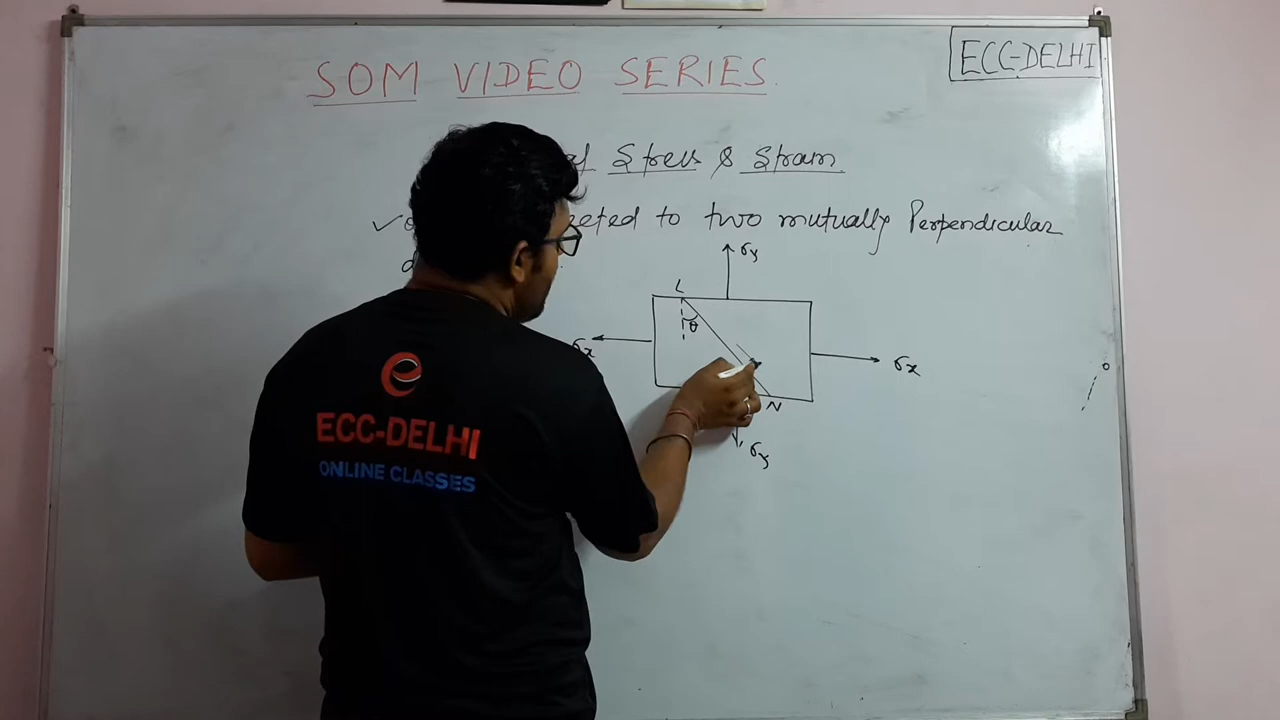 SOM VIDEO SERIES
ECC-DELHI
Stress & Strain
to two mutually Perpendicular
σy
L
θ
σx
σx
N
σy
e
ECC-DELHI
ONLINE CLASSES